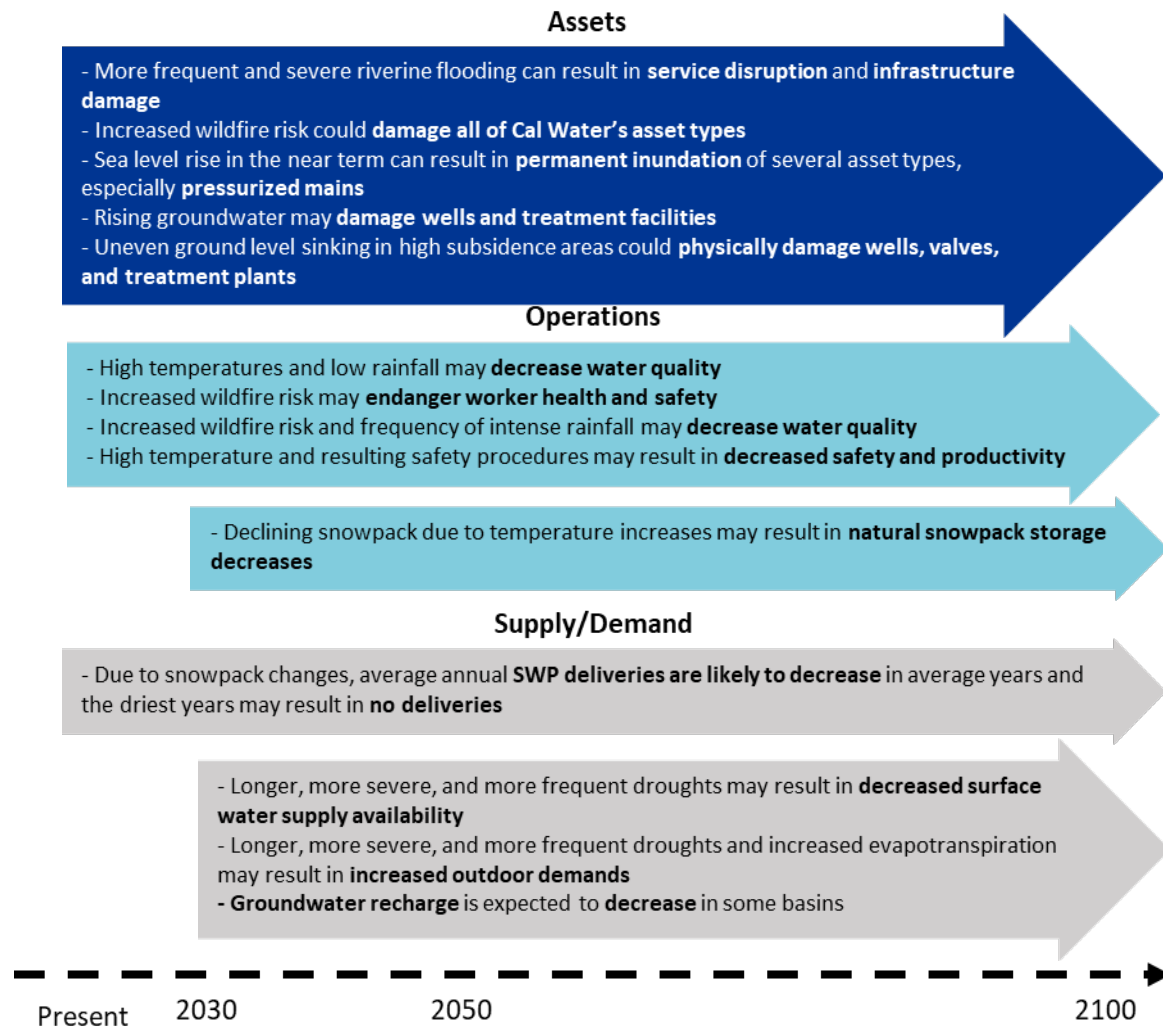 Assets
- More frequent and severe riverine flooding can result in service disruption and infrastructure
damage
- Increased wildfire risk could damage all of Cal Water’s asset types
- Sea level rise in the near term can result in permanent inundation of several asset types,
especially pressurized mains
- Rising groundwater may damage wells and treatment facilities
- Uneven ground level sinking in high subsidence areas could physically damage wells, valves,
and treatment plants
Operations
- High temperatures and low rainfall may decrease water quality
- Increased wildfire risk may endanger worker health and safety
- Increased wildfire risk and frequency of intense rainfall may decrease water quality
- High temperature and resulting safety procedures may result in decreased safety and productivity
- Declining snowpack due to temperature increases may result in natural snowpack storage
decreases
Supply/Demand
- Due to snowpack changes, average annual SWP deliveries are likely to decrease in average years and
the driest years may result in no deliveries
- Longer, more severe, and more frequent droughts may result in decreased surface
water supply availability
- Longer, more severe, and more frequent droughts and increased evapotranspiration
may result in increased outdoor demands
- Groundwater recharge is expected to decrease in some basins
Present 2030 2050 2100